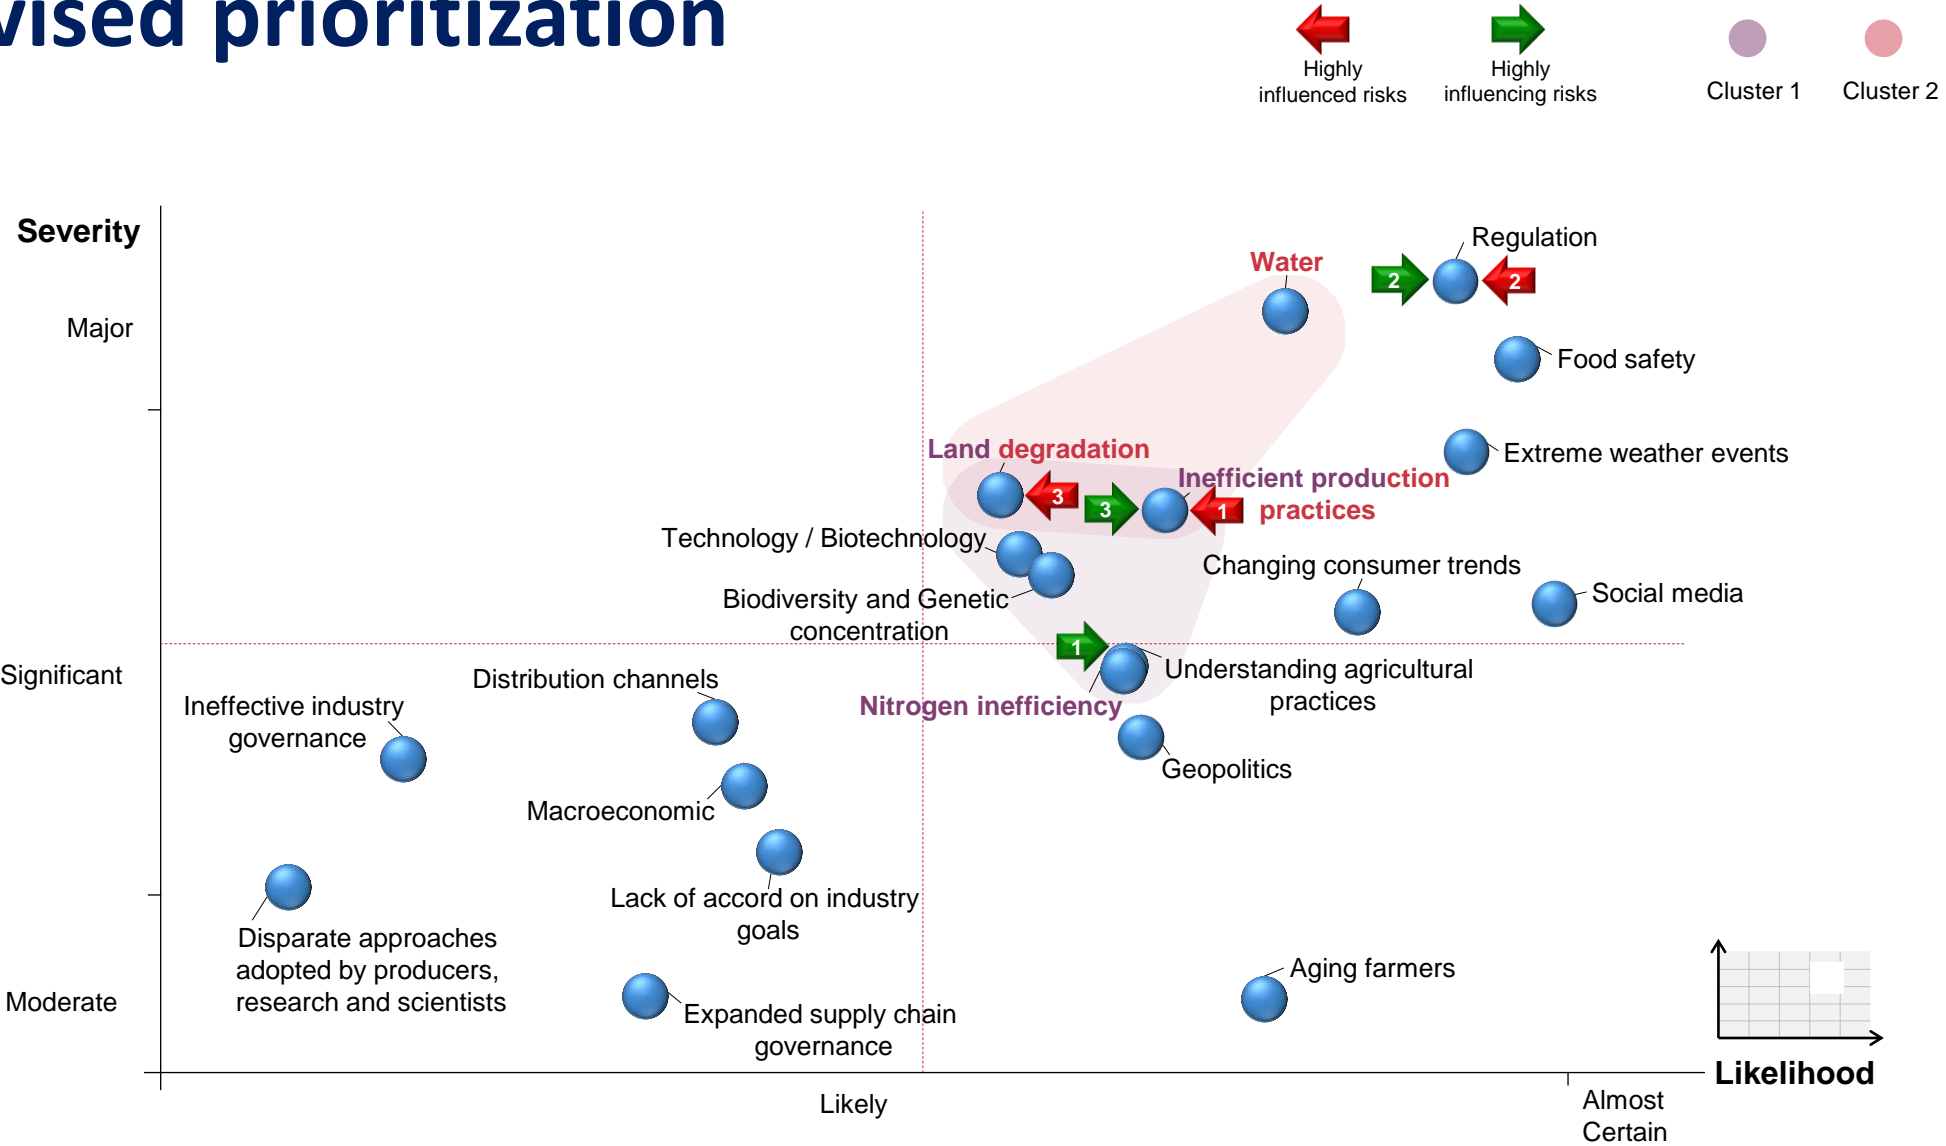 vised prioritization
Highly
influenced risks
Highly
influencing risks
Cluster 1
Cluster 2
Severity
Major
Significant
Moderate
Regulation
2
2
Water
Food safety
Extreme weather events
Land degradation
3
3
1
Inefficient production
practices
Technology / Biotechnology
Biodiversity and Genetic
concentration
Changing consumer trends
Social media
1
Understanding agricultural
practices
Nitrogen inefficiency
Geopolitics
Distribution channels
Ineffective industry
governance
Macroeconomic
Lack of accord on industry
goals
Disparate approaches
adopted by producers,
research and scientists
Expanded supply chain
governance
Aging farmers
Likelihood
Likely
Almost
Certain